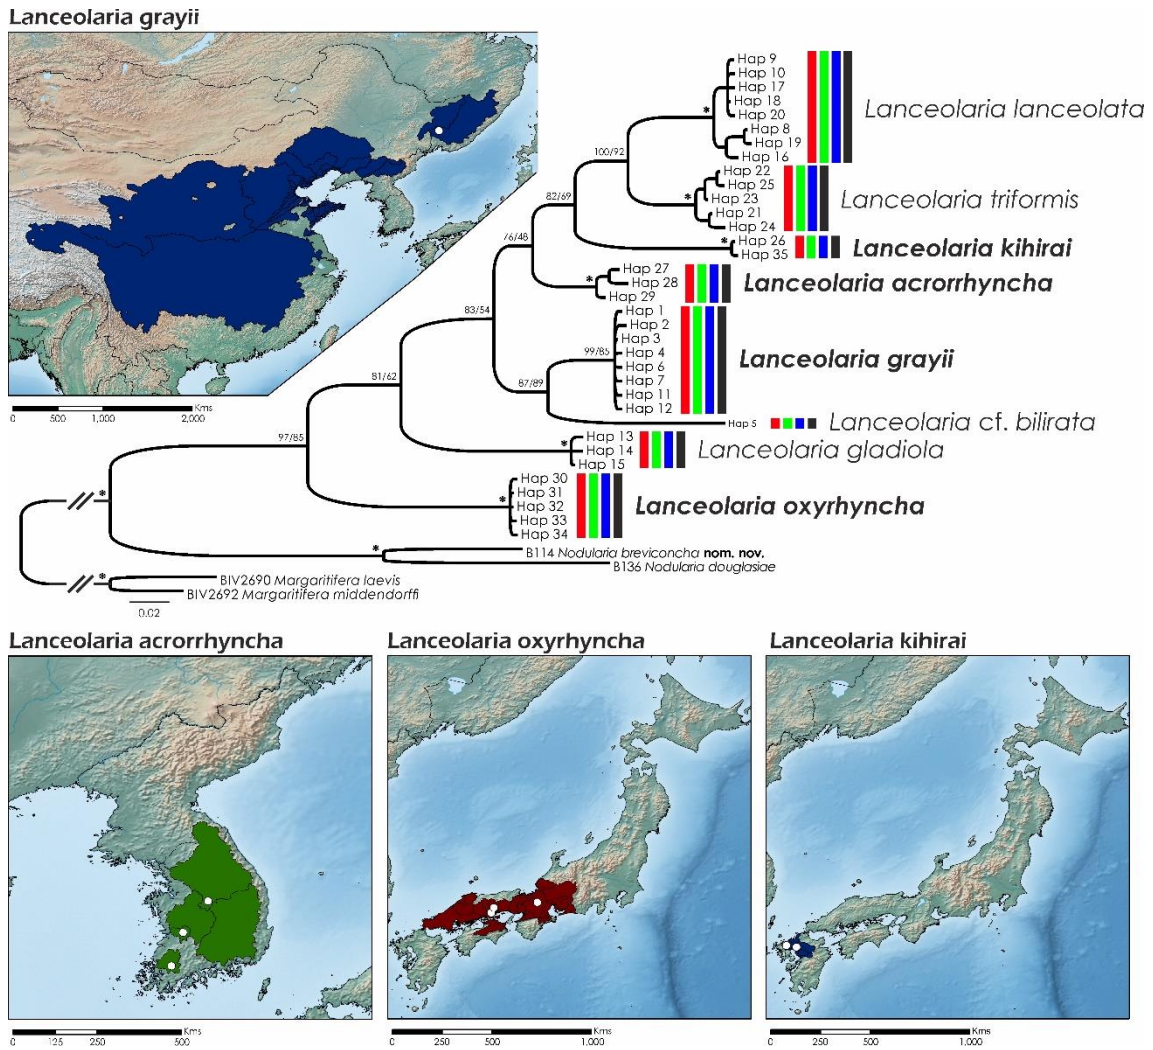 Lanceolaria grayii
0 500 1,000 2,000
Kms
Hap 9
Hap 10
Hap 17
Hap 18
Hap 20
Hap 8
Hap 19
Hap 16
Lanceolaria lanceolata
*
100/92
Hap 22
Hap 25
Hap 23
Hap 21
Hap 24
Lanceolaria triformis
*
82/69
Hap 26
Hap 35
Lanceolaria kihirai
*
76/48
Hap 27
Hap 28
Hap 29
Lanceolaria acrorrhyncha
*
83/54
Hap 1
Hap 2
Hap 3
Hap 4
Hap 6
Hap 7
Hap 11
Hap 12
Lanceolaria grayii
99/85
87/89
Hap 5
Lanceolaria cf. bilirata
81/62
Hap 13
Hap 14
Hap 15
Lanceolaria gladiola
*
97/85
Hap 30
Hap 31
Hap 32
Hap 33
Hap 34
Lanceolaria oxyrhyncha
*
*
B114 Nodularia breviconcha nom. nov.
B136 Nodularia douglasiae
*
BIV2690 Margaritifera laevis
BIV2692 Margaritifera middendorffi
*
0.02
Lanceolaria acrorrhyncha
Kms
0 125 250 500
Lanceolaria oxyrhyncha
Kms
0 250 500 1,000
Lanceolaria kihirai
Kms
0 250 500 1,000